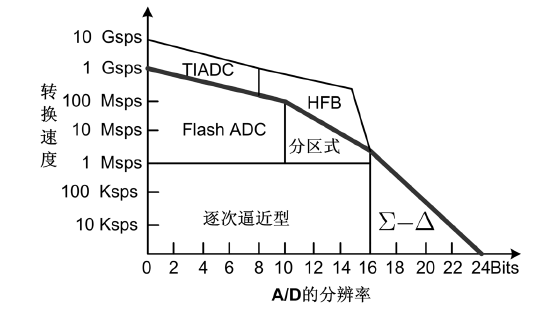 10 Gsps
1 Gsps
100 Msps
10 Msps
1 Msps
100 Ksps
10 Ksps
转换速度
TIADC
HFB
Flash ADC
分区式
逐次逼近型
Σ−Δ
0 2 4 6 8 10 12 14 16 18 20 22 24Bits
A/D的分辨率